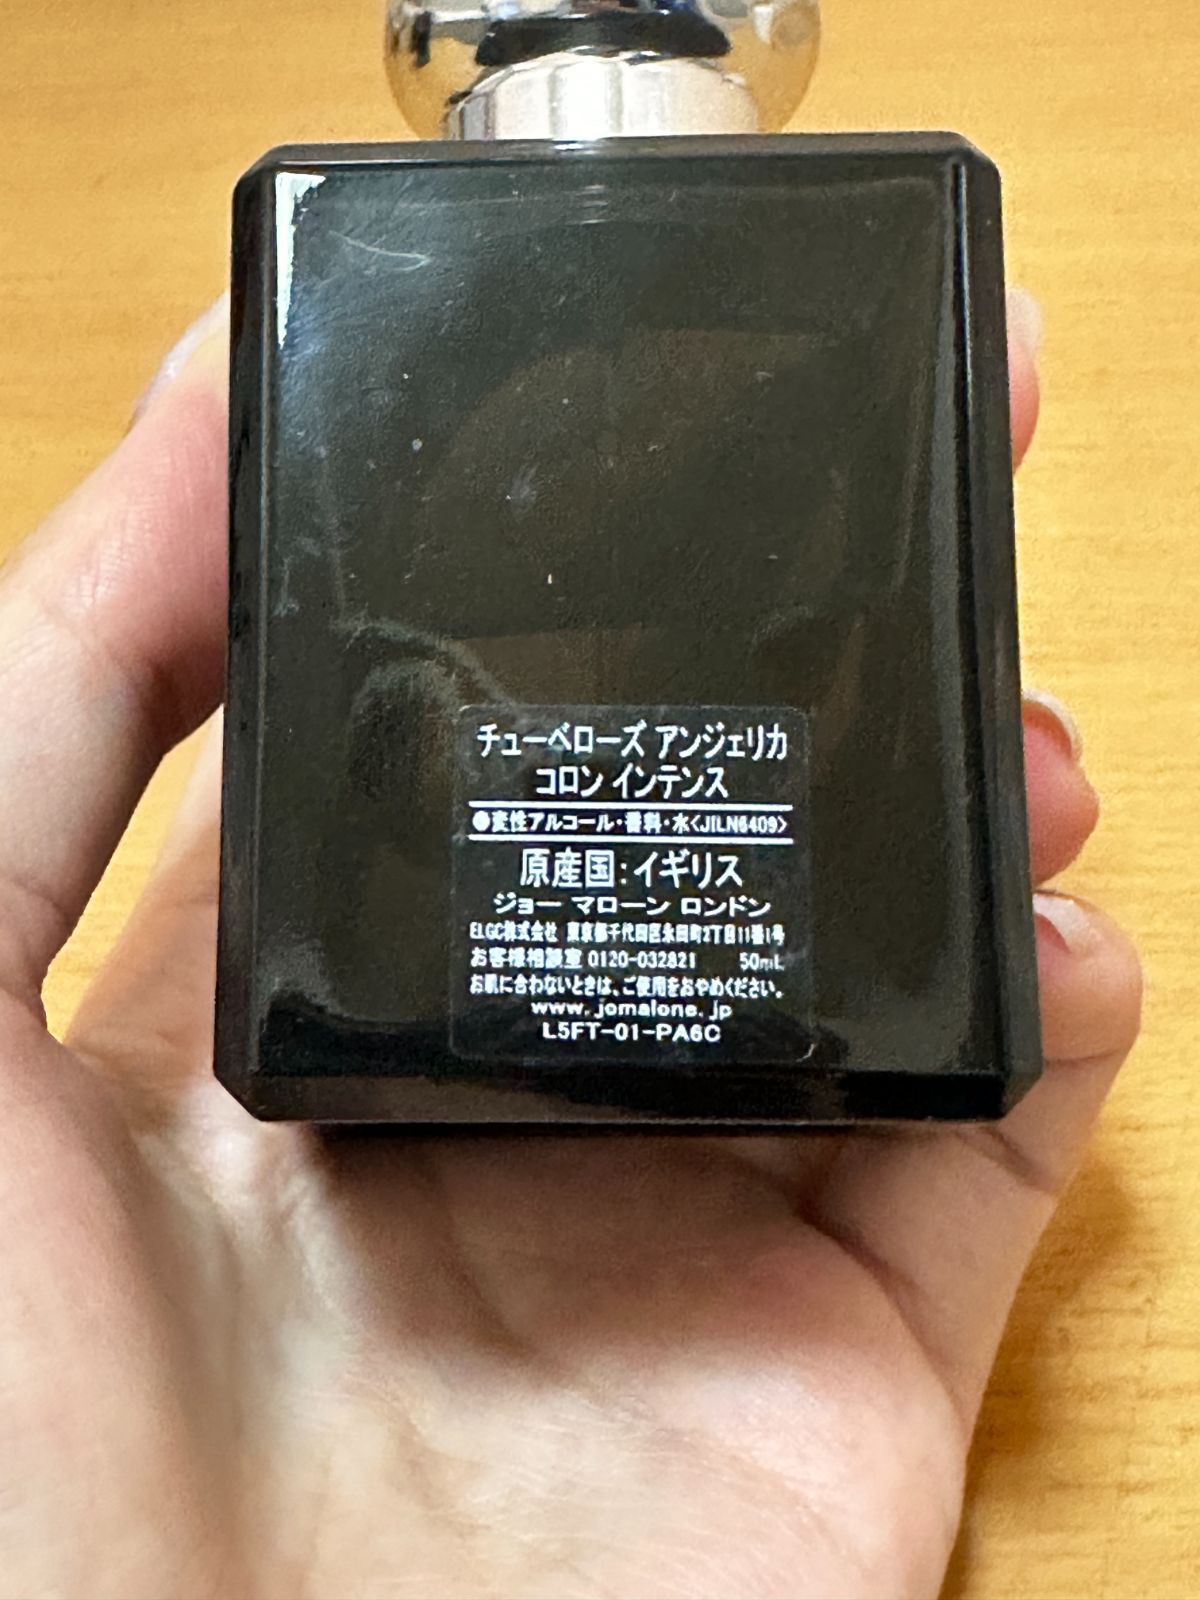 チューベローズ アンジェリカ
コロン インテンス
●変性アルコール・香料・水<JILN6409>
原産国:イギリス
ジョー マローン ロンドン
ELGC株式会社 東京都千代田区永田町2丁目11番1号
お客様相談室 0120-032821 50mL
お肌に合わないときは、ご使用をおやめください。
www.jomalone.jp
L5FT-01-PA6C